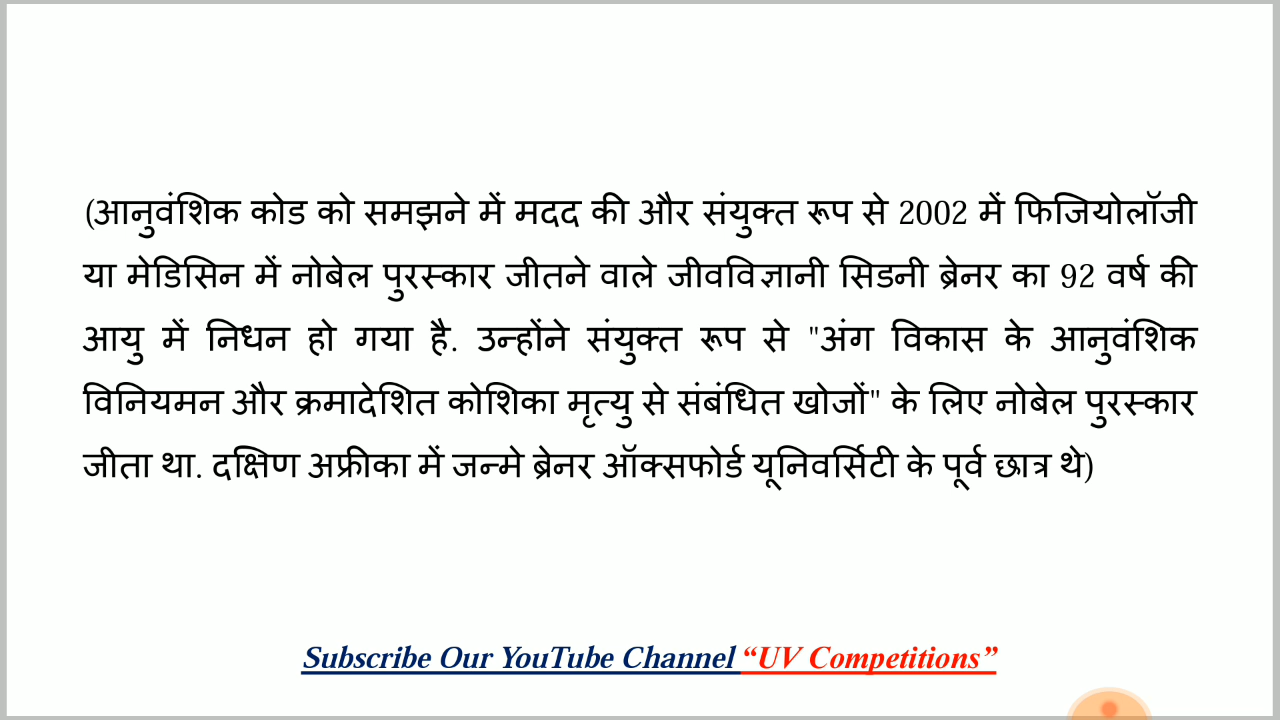 (आनुवंशिक कोड को समझने में मदद की और संयुक्त रूप से 2002 में फिजियोलॉजी
या मेडिसिन में नोबेल पुरस्कार जीतने वाले जीवविज्ञानी सिडनी ब्रेनर का 92 वर्ष की
आयु में निधन हो गया है. उन्होंने संयुक्त रूप से "अंग विकास के आनुवंशिक
विनियमन और क्रमादेशित कोशिका मृत्यु से संबंधित खोजों" के लिए नोबेल पुरस्कार
जीता था. दक्षिण अफ्रीका में जन्मे ब्रेनर ऑक्सफोर्ड यूनिवर्सिटी के पूर्व छात्र थे)
Subscribe Our YouTube Channel “UV Competitions”